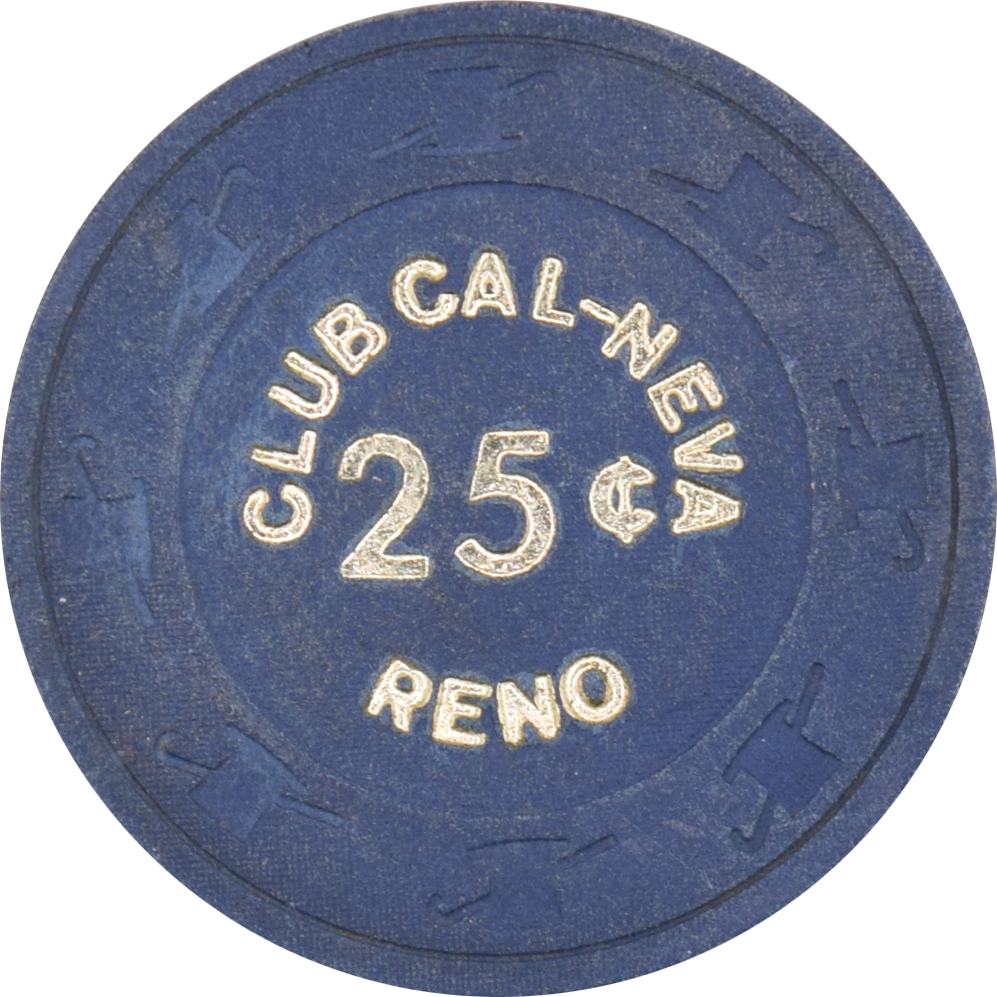 CLUB CAL-NEVA
25¢
RENO